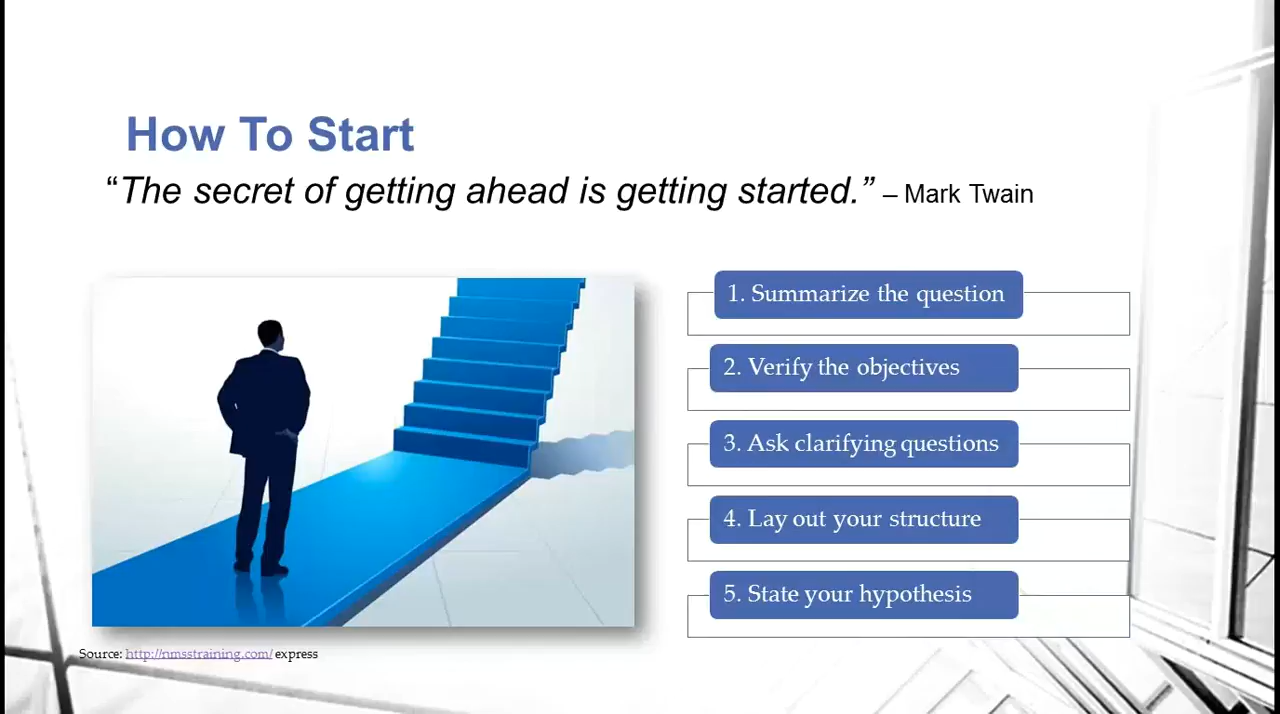 How To Start
“The secret of getting ahead is getting started.” – Mark Twain
1. Summarize the question
2. Verify the objectives
3. Ask clarifying questions
4. Lay out your structure
5. State your hypothesis
Source: http://nmsstraining.com/ express